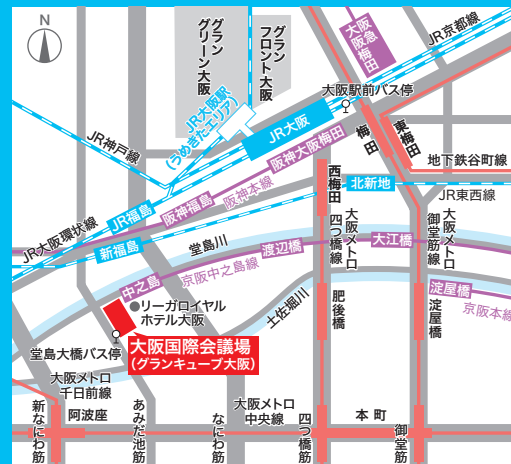 N
グラン
グリーン大阪
グラン
フロント大阪
大阪
阪急
梅田
JR京都線
大阪駅前バス停
JR大阪駅
(うめきたエリア)
JR大阪
梅田
東梅田
JR神戸線
阪神大阪梅田
地下鉄谷町線
西梅田
北新地
JR東西線
JR福島
阪神福島
阪神本線
JR大阪環状線
新福島
堂島川
四つ橋線
大阪メトロ
御堂筋線
大阪メトロ
渡辺橋
大江橋
中之島
京阪中之島線
淀屋橋
京阪本線
リーガロイヤル
ホテル大阪
土佐堀川
肥後橋
淀屋橋
大阪国際会議場
(グランキューブ大阪)
堂島大橋バス停
大阪メトロ
千日前線
阿波座
大阪メトロ
中央線
本町
新なにわ筋
あみだ池筋
なにわ筋
四つ橋筋
御堂筋